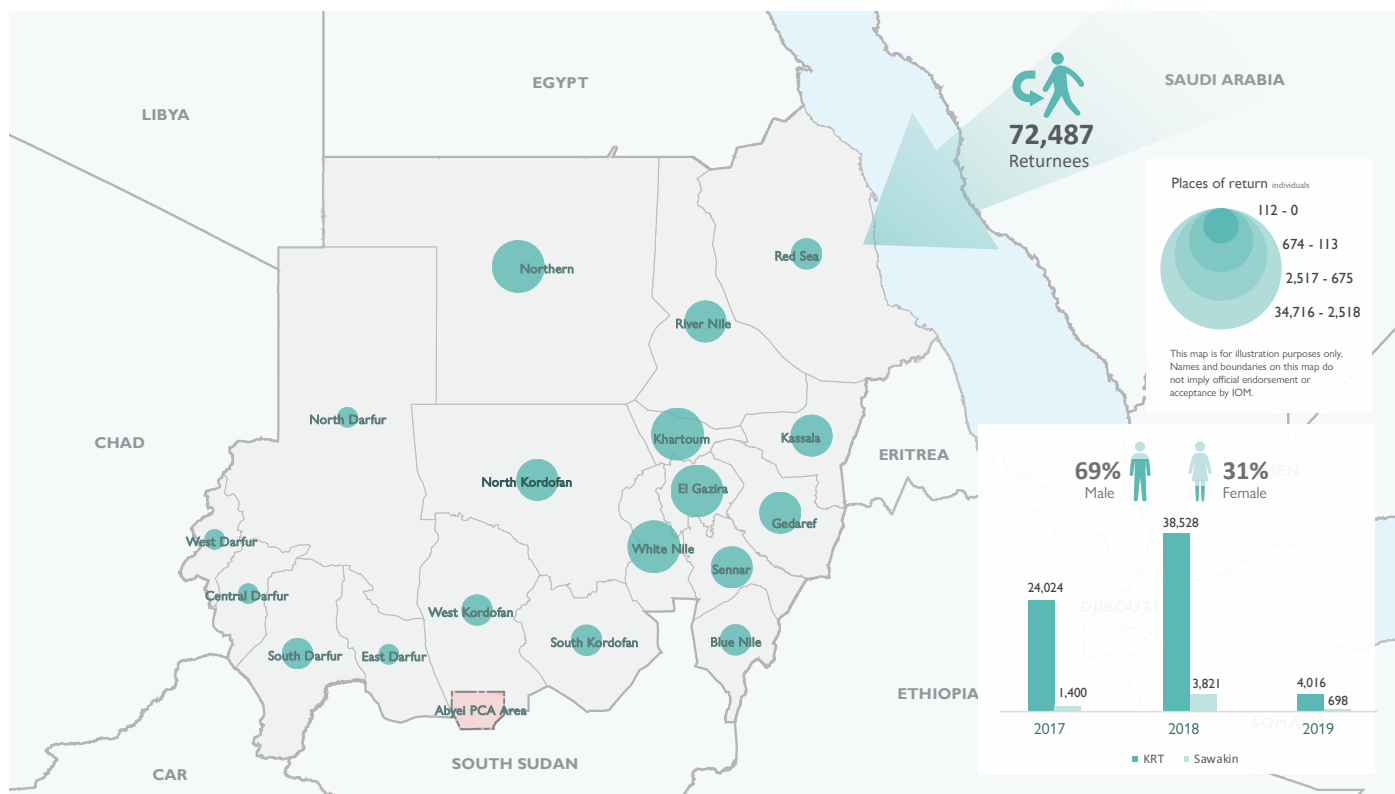 EGYPT
LIBYA
SAUDI ARABIA
72,487
Returnees
Places of return individuals
112 - 0
674 - 113
2,517 - 675
34,716 - 2,518
This map is for illustration purposes only.
Names and boundaries on this map do
not imply official endorsement or
acceptance by IOM.
Northern
Red Sea
River Nile
North Darfur
Khartoum
Kassala
CHAD
ERITREA
North Kordofan
El Gazira
Gedaref
West Darfur
White Nile
Sennar
Central Darfur
West Kordofan
South Kordofan
Blue Nile
South Darfur
East Darfur
Abyei PCA Area
ETHIOPIA
SOUTH SUDAN
CAR
69%
Male
31%
Female
MEN
DJIBOUTI
SOMA
38,528
24,024
1,400
3,821
4,016
698
2017
2018
2019
KRT
Sawakin